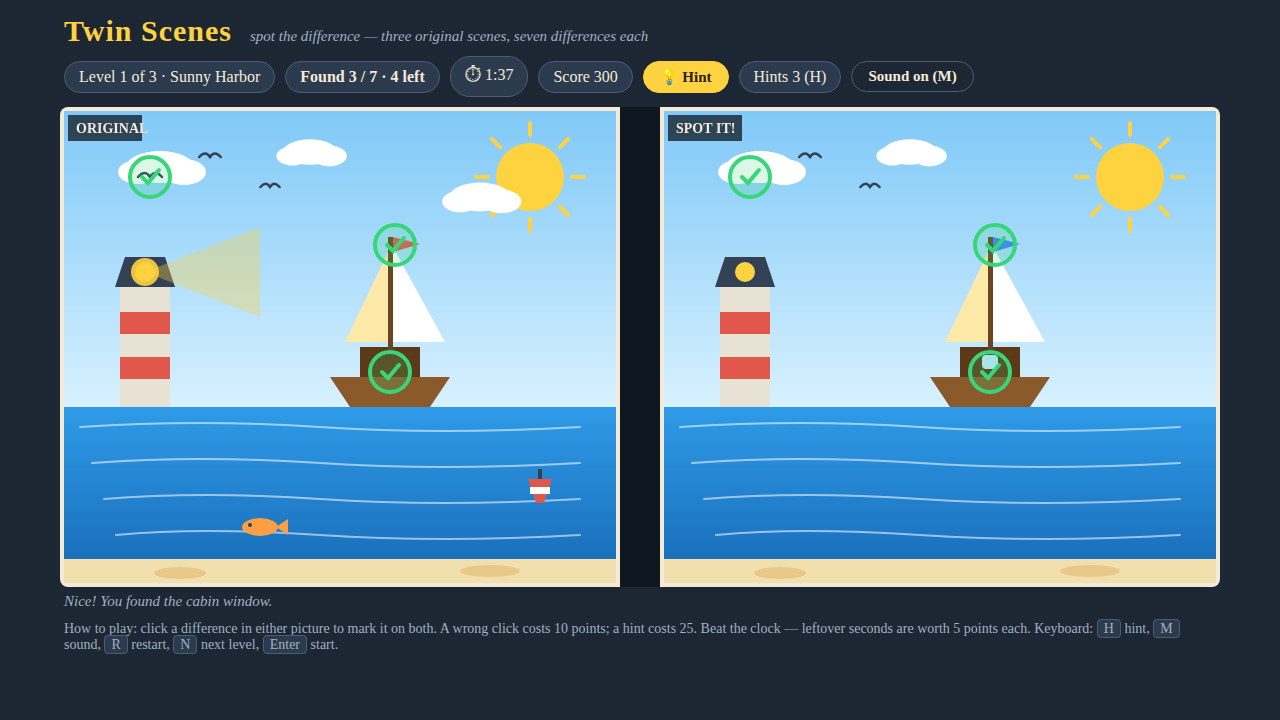 Twin Scenes spot the difference — three original scenes, seven differences each
Level 1 of 3 · Sunny Harbor Found 3 / 7 · 4 left ⏱ 1:37 Score 300 💡 Hint Hints 3 (H) Sound on (M)
ORIGINAL SPOT IT!
Nice! You found the cabin window.
How to play: click a difference in either picture to mark it on both. A wrong click costs 10 points; a hint costs 25. Beat the clock — leftover seconds are worth 5 points each. Keyboard: H hint, M
sound, R restart, N next level, Enter start.